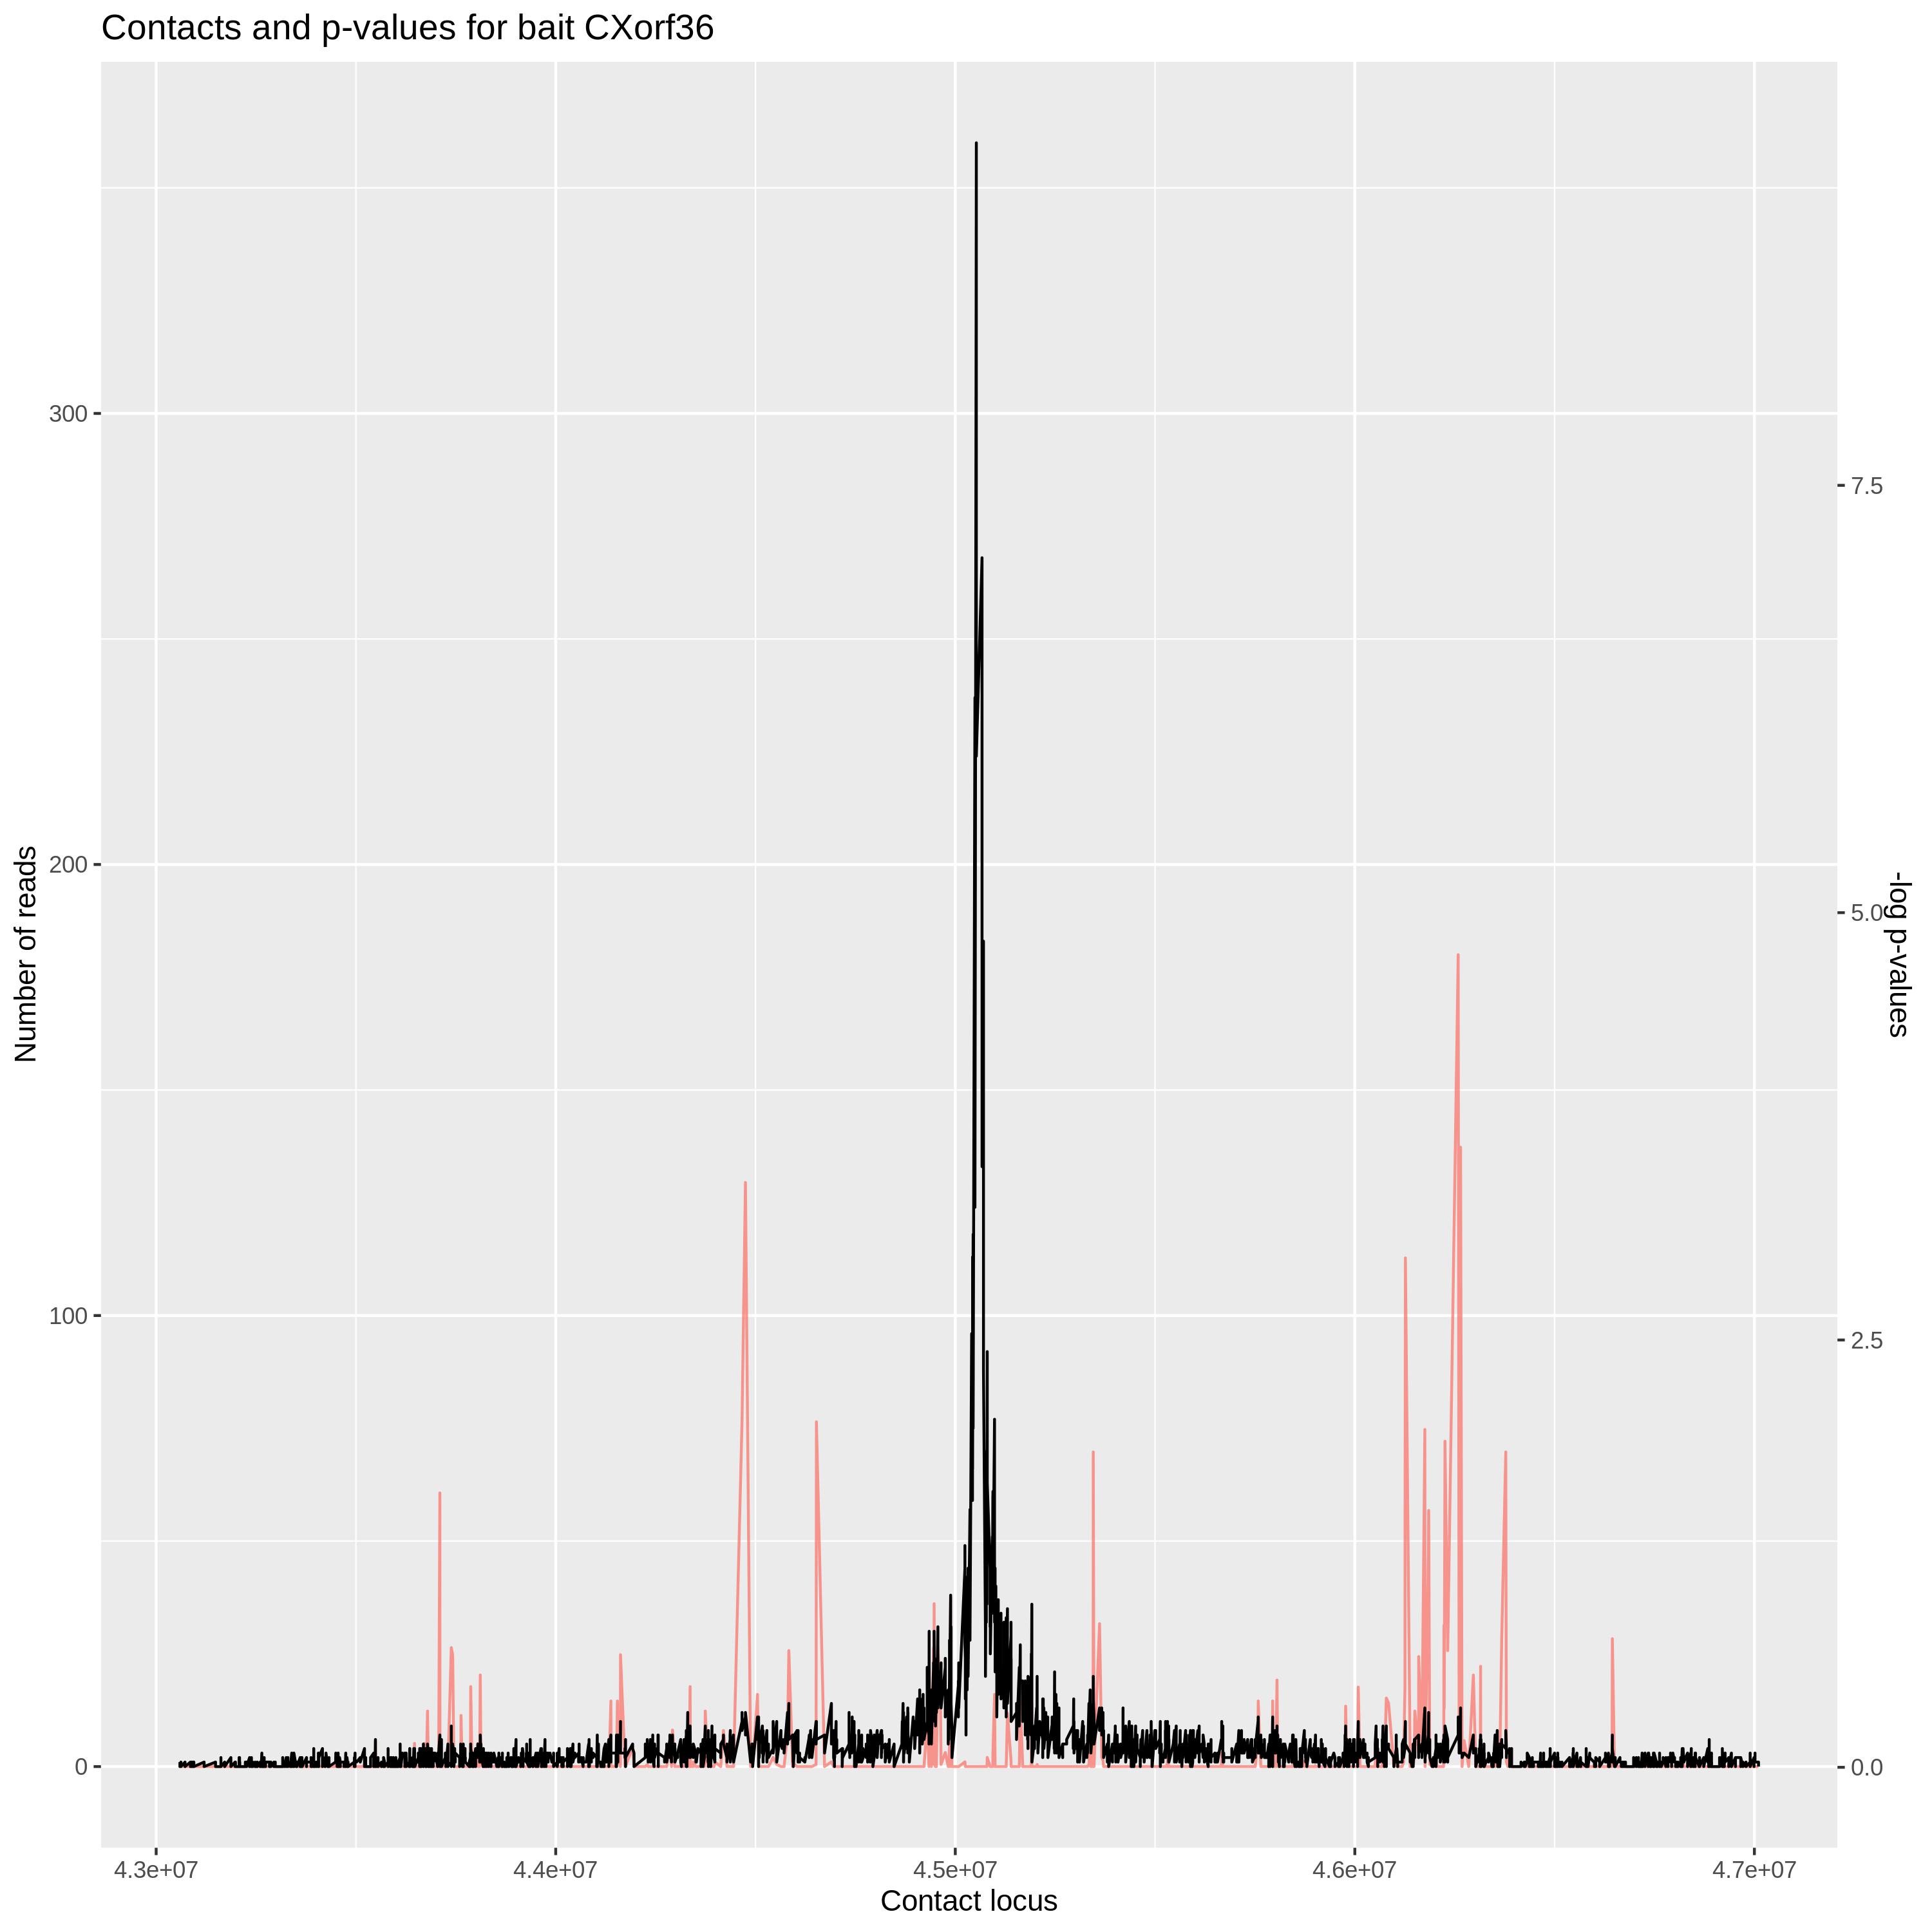 Contacts and p-values for bait CXorf36
Number of reads
300
200
100
0
7.5
5.0
2.5
0.0
-log p-values
4.3e+07 4.4e+07 4.5e+07 4.6e+07 4.7e+07
Contact locus